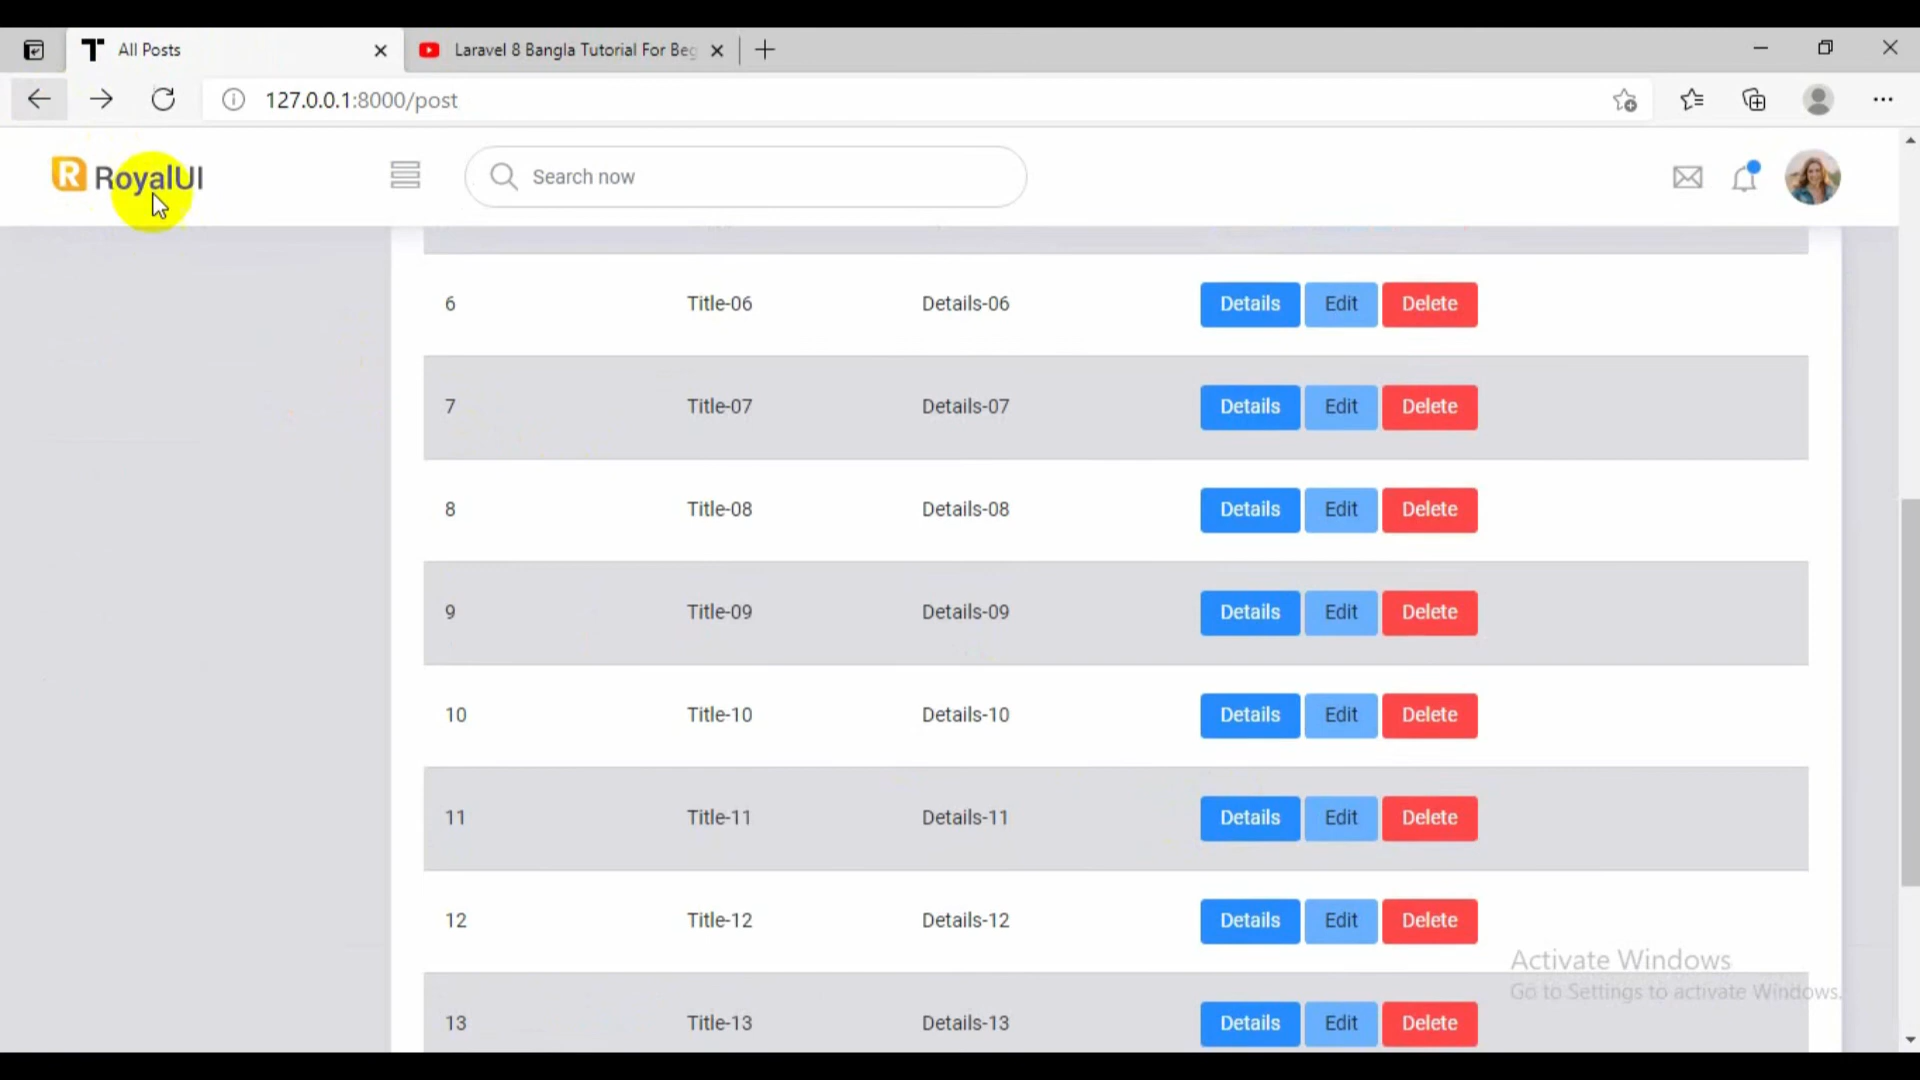 All Posts
Laravel 8 Bangla Tutorial For Beg
127.0.0.1:8000/post
R RoyalUI
Search now
6 Title-06 Details-06 Details Edit Delete
7 Title-07 Details-07 Details Edit Delete
8 Title-08 Details-08 Details Edit Delete
9 Title-09 Details-09 Details Edit Delete
10 Title-10 Details-10 Details Edit Delete
11 Title-11 Details-11 Details Edit Delete
12 Title-12 Details-12 Details Edit Delete
Activate Windows
Go to Settings to activate Windows.
13 Title-13 Details-13 Details Edit Delete